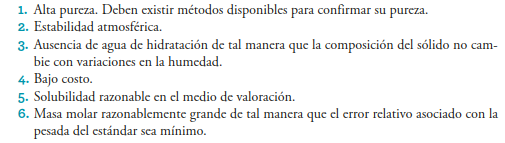 1. Alta pureza. Deben existir métodos disponibles para confirmar su pureza.
2. Estabilidad atmosférica.
3. Ausencia de agua de hidratación de tal manera que la composición del sólido no cam-
bie con variaciones en la humedad.
4. Bajo costo.
5. Solubilidad razonable en el medio de valoración.
6. Masa molar razonablemente grande de tal manera que el error relativo asociado con la
pesada del estándar sea mínimo.